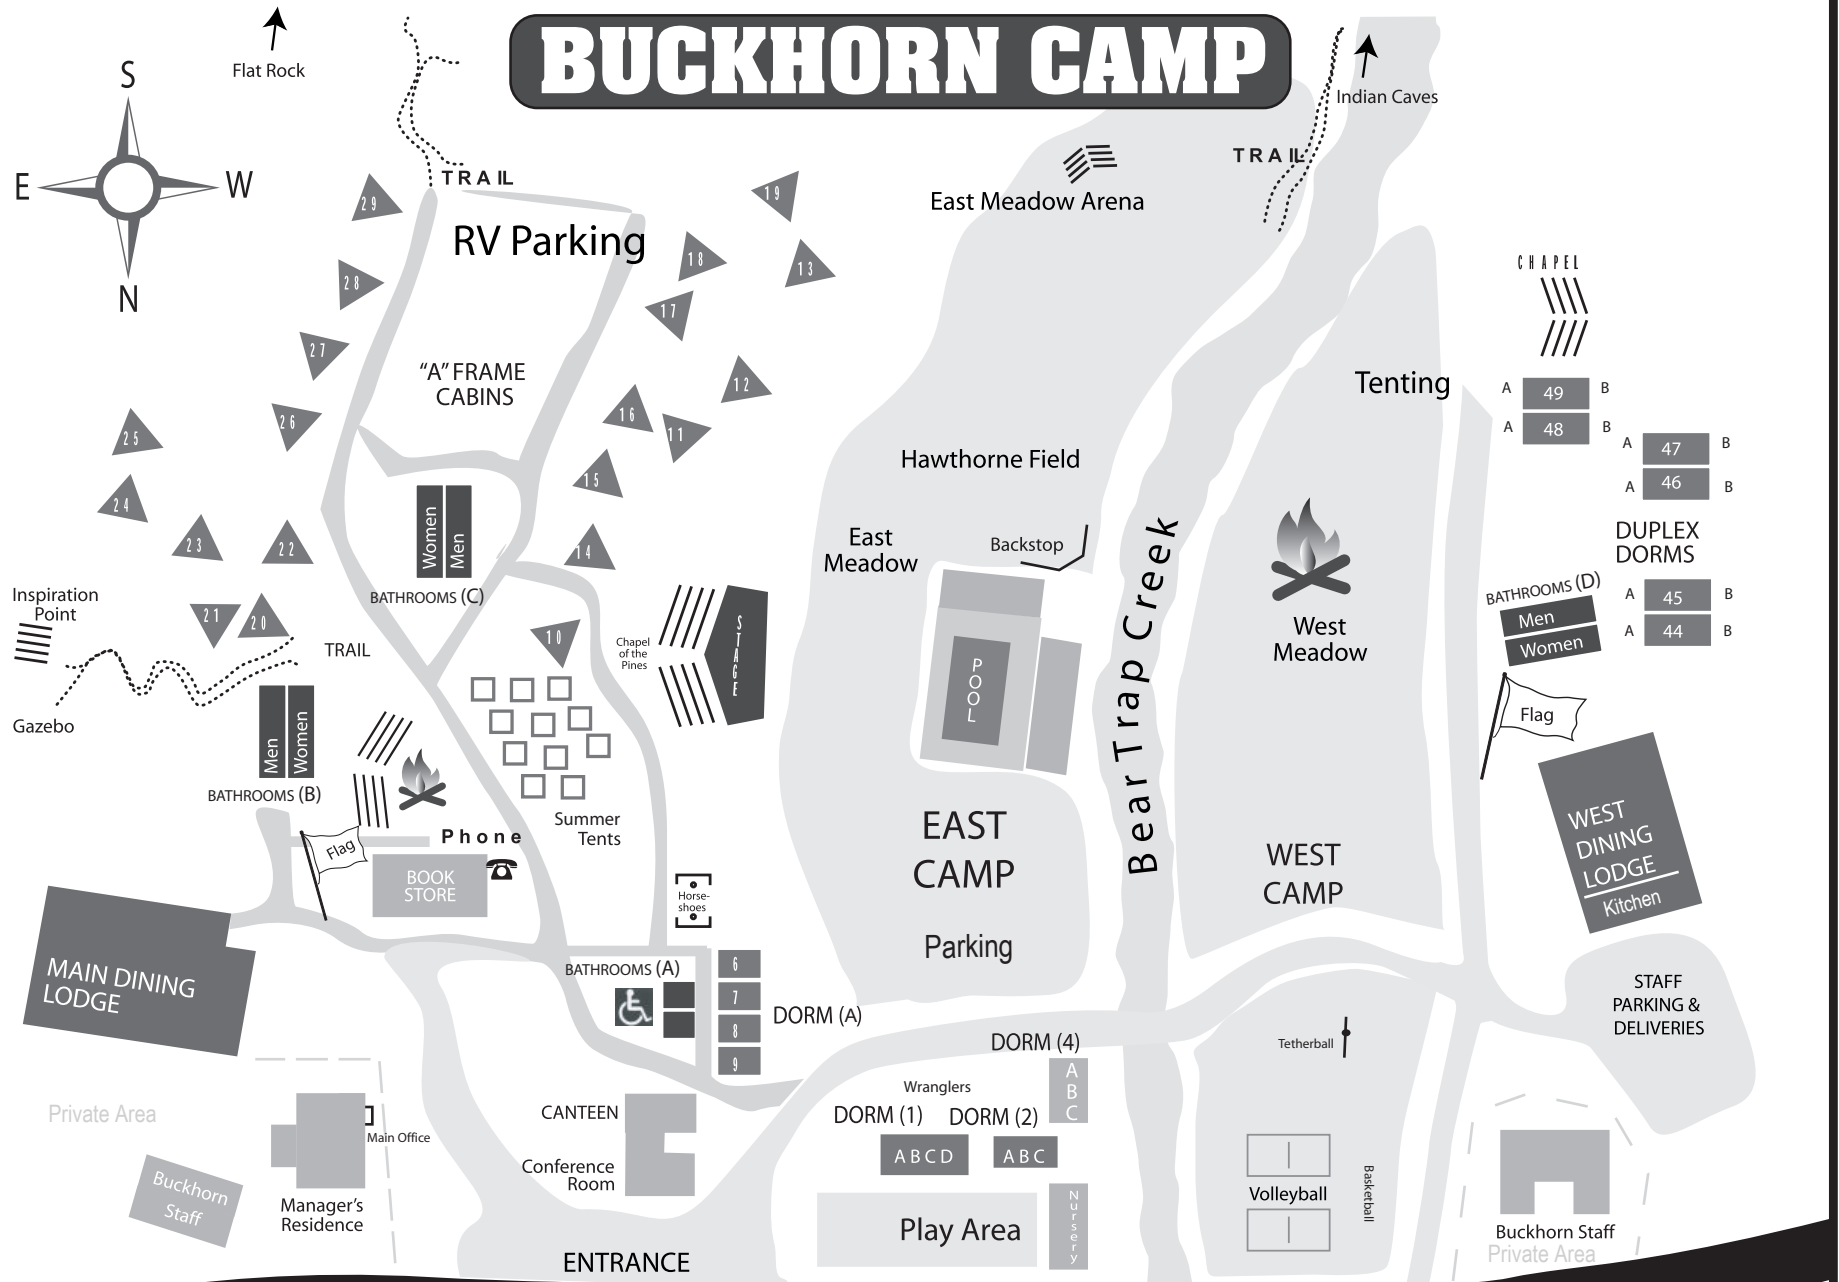 BUCKHORN CAMP
S
E
W
N
Flat Rock
Indian Caves
TRAIL
TRAIL
East Meadow Arena
RV Parking
29
28
27
26
25
24
23
22
21
20
19
18
13
17
12
16
11
15
14
10
"A" FRAME
CABINS
Women
Men
BATHROOMS (C)
Inspiration
Point
TRAIL
Gazebo
Men
Women
BATHROOMS (B)
Chapel
of the
Pines
STAGE
Summer
Tents
Hawthorne Field
East
Meadow
Backstop
POOL
EAST
CAMP
Parking
Bear Trap Creek
CHAPEL
Tenting
A 49 B
A 48 B
A 47 B
A 46 B
DUPLEX
DORMS
A 45 B
A 44 B
BATHROOMS (D)
Men
Women
West
Meadow
Flag
WEST
DINING
LODGE
Kitchen
WEST
CAMP
Phone
Flag
BOOK
STORE
Horse-
shoes
MAIN DINING
LODGE
BATHROOMS (A)
6
7
8
9
DORM (A)
STAFF
PARKING &
DELIVERIES
Tetherball
DORM (4)
A
B
C
Wranglers
DORM (1)
DORM (2)
ABCD
ABC
Private Area
Main Office
Buckhorn
Staff
Manager's
Residence
CANTEEN
Conference
Room
Play Area
Nursery
Volleyball
Basketball
Buckhorn Staff
Private Area
ENTRANCE